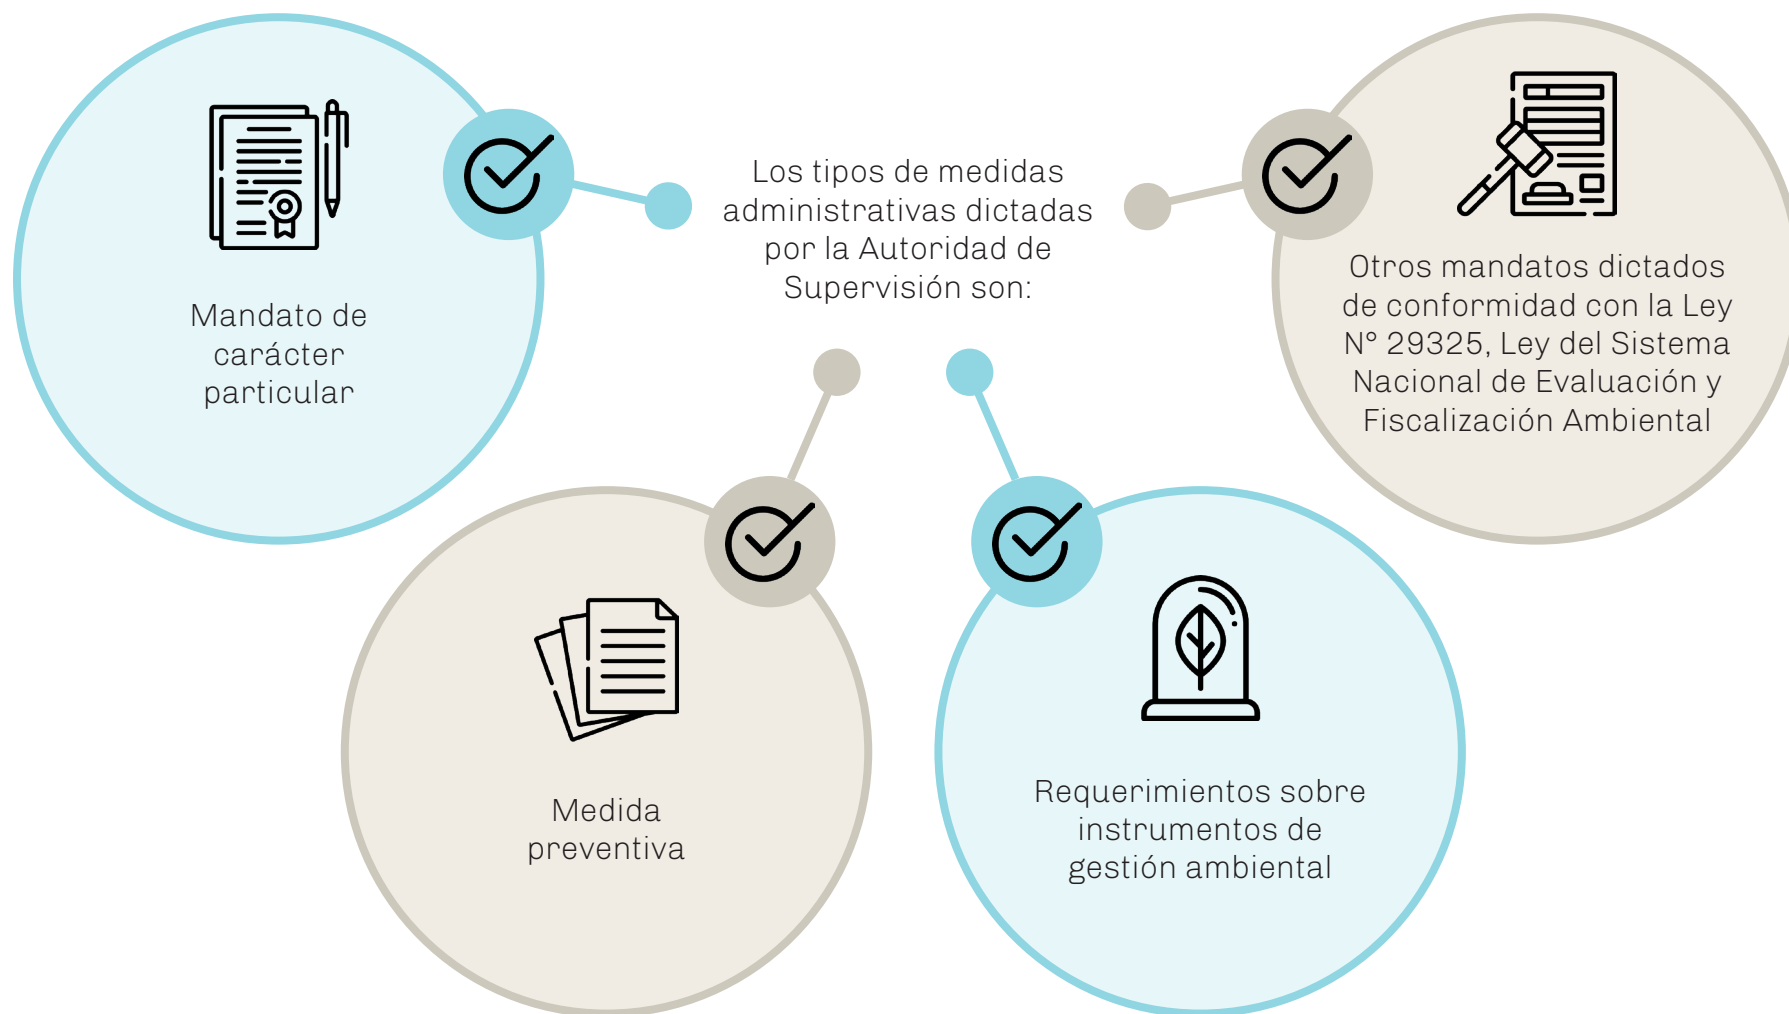 Los tipos de medidas
administrativas dictadas
por la Autoridad de
Supervisión son:
Mandato de
carácter
particular
Medida
preventiva
Requerimientos sobre
instrumentos de
gestión ambiental
Otros mandatos dictados
de conformidad con la Ley
N° 29325, Ley del Sistema
Nacional de Evaluación y
Fiscalización Ambiental